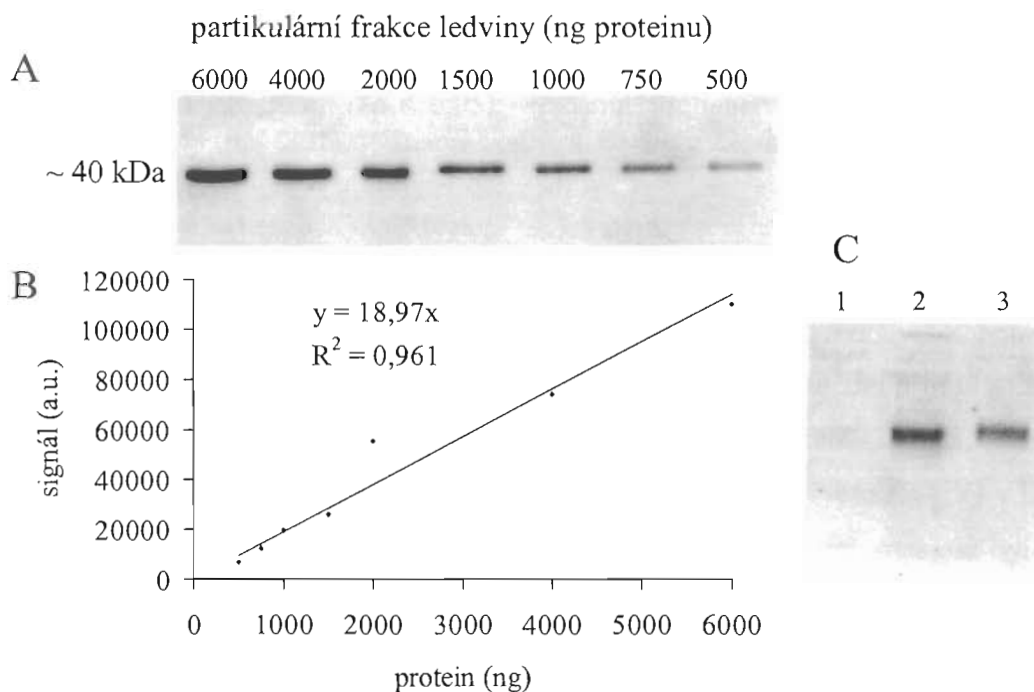 partikulární frakce ledviny (ng proteinu)
A
6000 4000 2000 1500 1000 750 500
~ 40 kDa
B
120000
100000
80000
60000
40000
20000
0
signál (a.u.)
y = 18,97x
R² = 0,961
0 1000 2000 3000 4000 5000 6000
protein (ng)
C
1 2 3